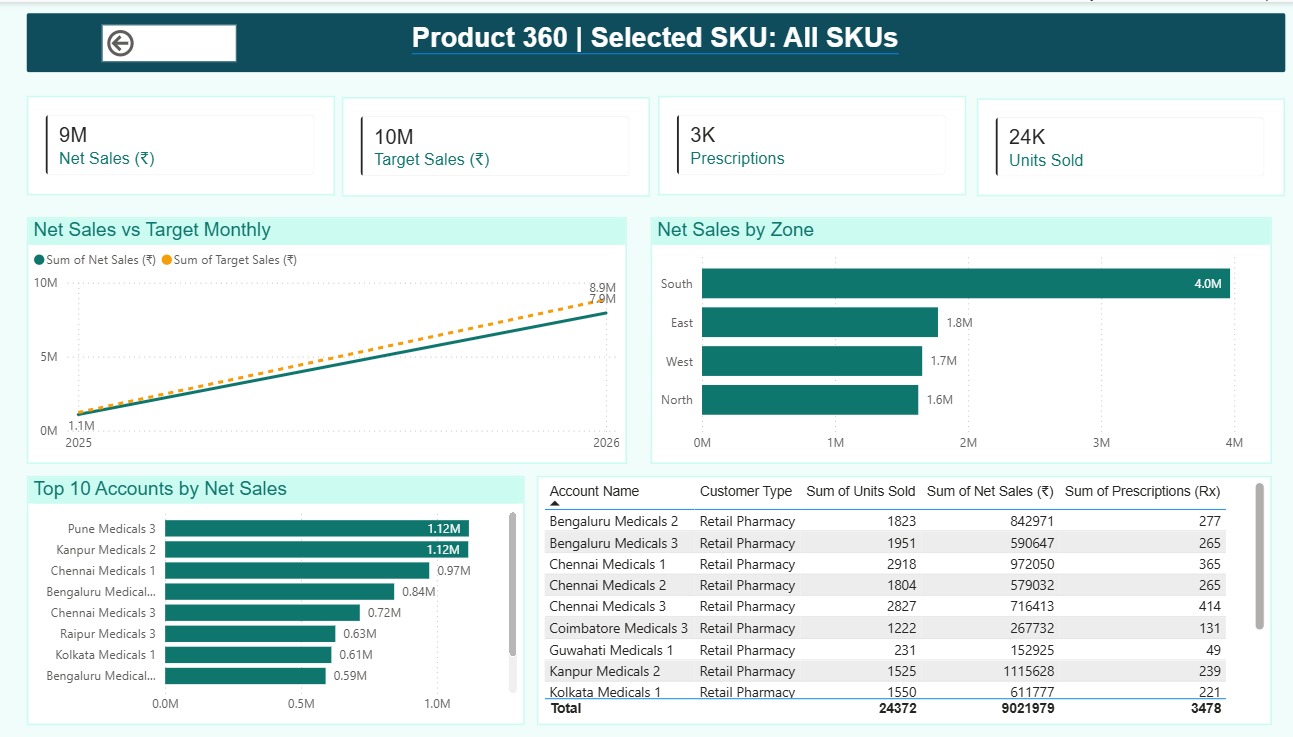 Product 360 | Selected SKU: All SKUs
9M
Net Sales (₹)
10M
Target Sales (₹)
3K
Prescriptions
24K
Units Sold
Net Sales vs Target Monthly
Sum of Net Sales (₹) Sum of Target Sales (₹)
10M
8.9M
7.9M
5M
0M
1.1M
2025 2026
Net Sales by Zone
South 4.0M
East 1.8M
West 1.7M
North 1.6M
0M 1M 2M 3M 4M
Top 10 Accounts by Net Sales
Pune Medicals 3 1.12M
Kanpur Medicals 2 1.12M
Chennai Medicals 1 0.97M
Bengaluru Medical... 0.84M
Chennai Medicals 3 0.72M
Raipur Medicals 3 0.63M
Kolkata Medicals 1 0.61M
Bengaluru Medical... 0.59M
0.0M 0.5M 1.0M
Account Name Customer Type Sum of Units Sold Sum of Net Sales (₹) Sum of Prescriptions (Rx)
Bengaluru Medicals 2 Retail Pharmacy 1823 842971 277
Bengaluru Medicals 3 Retail Pharmacy 1951 590647 265
Chennai Medicals 1 Retail Pharmacy 2918 972050 365
Chennai Medicals 2 Retail Pharmacy 1804 579032 265
Chennai Medicals 3 Retail Pharmacy 2827 716413 414
Coimbatore Medicals 3 Retail Pharmacy 1222 267732 131
Guwahati Medicals 1 Retail Pharmacy 231 152925 49
Kanpur Medicals 2 Retail Pharmacy 1525 1115628 239
Kolkata Medicals 1 Retail Pharmacy 1550 611777 221
Total 24372 9021979 3478